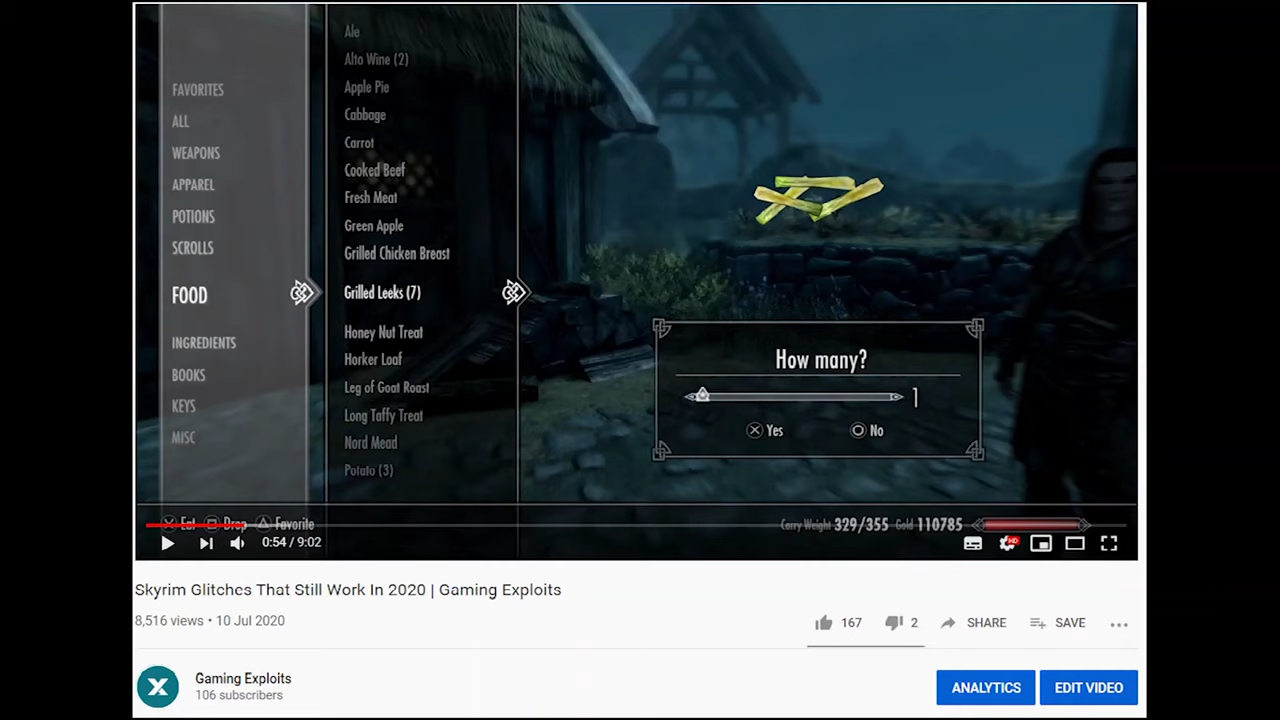 FAVORITES
ALL
WEAPONS
APPAREL
POTIONS
SCROLLS
FOOD
INGREDIENTS
BOOKS
KEYS
MISC
Ale
Alto Wine (2)
Apple Pie
Cabbage
Carrot
Cooked Beef
Fresh Meat
Green Apple
Grilled Chicken Breast
Grilled Leeks (7)
Honey Nut Treat
Horker Loaf
Leg of Goat Roast
Long Taffy Treat
Nord Mead
Potato (3)
How many?
1
Yes No
Eat Drop Favorite
Carry Weight 329/355 Gold 110785
0:54 / 9:02
HD
Skyrim Glitches That Still Work In 2020 | Gaming Exploits
8,516 views • 10 Jul 2020
167 2 SHARE SAVE
X
Gaming Exploits
106 subscribers
ANALYTICS EDIT VIDEO